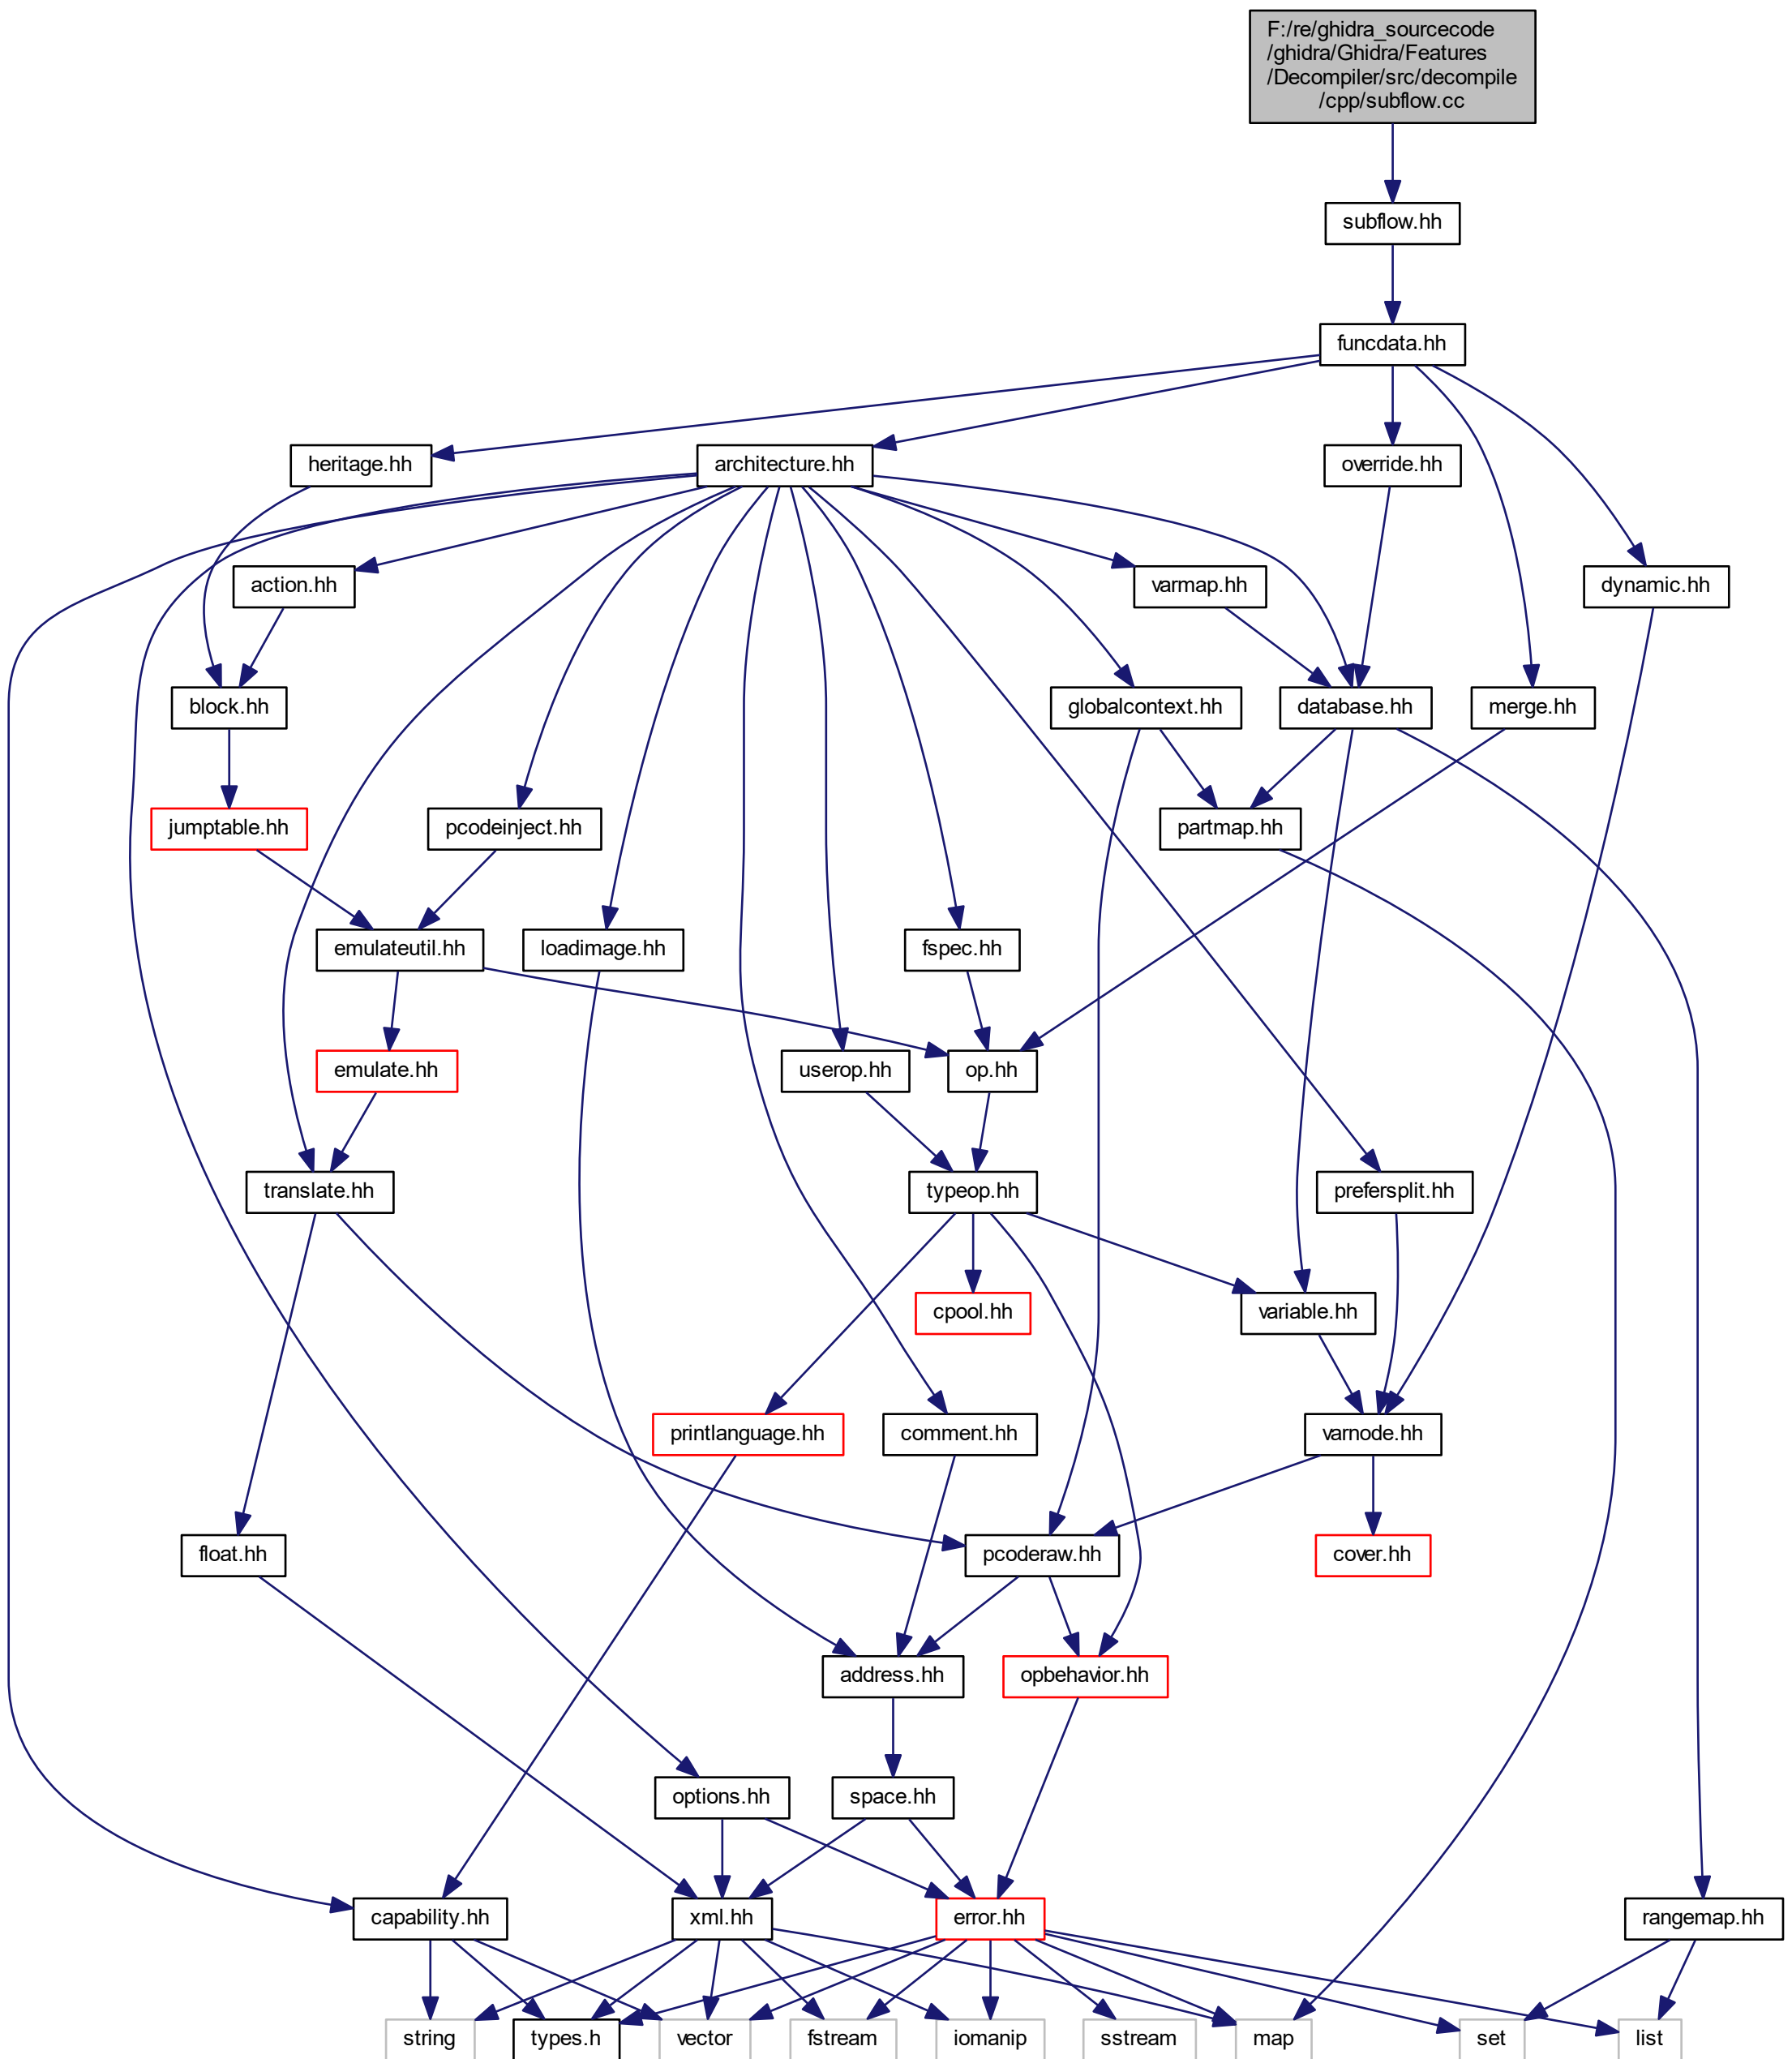 F:/re/ghidra_sourcecode
/ghidra/Ghidra/Features
/Decompiler/src/decompile
/cpp/subflow.cc
subflow.hh
funcdata.hh
heritage.hh
architecture.hh
override.hh
action.hh
varmap.hh
dynamic.hh
block.hh
globalcontext.hh
database.hh
merge.hh
jumptable.hh
pcodeinject.hh
partmap.hh
emulateutil.hh
loadimage.hh
fspec.hh
emulate.hh
userop.hh
op.hh
translate.hh
typeop.hh
prefersplit.hh
cpool.hh
variable.hh
printlanguage.hh
comment.hh
varnode.hh
float.hh
pcoderaw.hh
cover.hh
address.hh
opbehavior.hh
options.hh
space.hh
capability.hh
xml.hh
error.hh
rangemap.hh
string
types.h
vector
fstream
iomanip
sstream
map
set
list